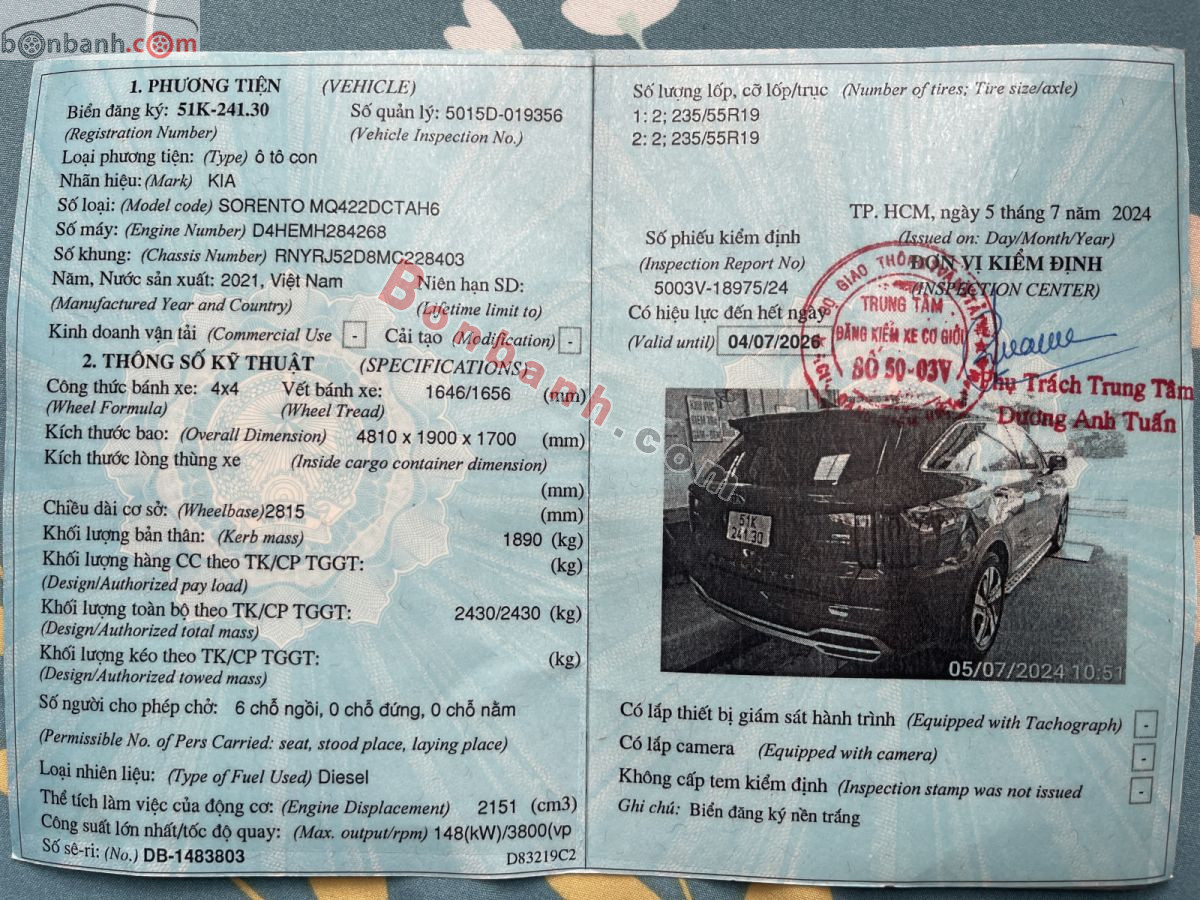 bonbanh.com
1. PHƯƠNG TIỆN (VEHICLE)
Biển đăng ký: 51K-241.30 Số quản lý: 5015D-019356
(Registration Number) (Vehicle Inspection No.)
Loại phương tiện: (Type) ô tô con
Nhãn hiệu: (Mark) KIA
Số loại: (Model code) SORENTO MQ422DCTAH6
Số máy: (Engine Number) D4HEMH284268
Số khung: (Chassis Number) RNYRJ52D8MC228403
Năm, Nước sản xuất: 2021, Việt Nam Niên hạn SD:
(Manufactured Year and Country) (Lifetime limit to)
Kinh doanh vận tải (Commercial Use - Cải tạo (Modification) -
2. THÔNG SỐ KỸ THUẬT (SPECIFICATIONS)
Công thức bánh xe: 4x4 Vết bánh xe: 1646/1656 (mm)
(Wheel Formula) (Wheel Tread)
Kích thước bao: (Overall Dimension) 4810 x 1900 x 1700 (mm)
Kích thước lòng thùng xe (Inside cargo container dimension)
(mm)
Chiều dài cơ sở: (Wheelbase)2815 (mm)
Khối lượng bản thân: (Kerb mass) 1890 (kg)
Khối lượng hàng CC theo TK/CP TGGT: (kg)
(Design/Authorized pay load)
Khối lượng toàn bộ theo TK/CP TGGT: 2430/2430 (kg)
(Design/Authorized total mass)
Khối lượng kéo theo TK/CP TGGT: (kg)
(Design/Authorized towed mass)
Số người cho phép chở: 6 chỗ ngồi, 0 chỗ đứng, 0 chỗ nằm
(Permissible No. of Pers Carried: seat, stood place, laying place)
Loại nhiên liệu: (Type of Fuel Used) Diesel
Thể tích làm việc của động cơ: (Engine Displacement) 2151 (cm3)
Công suất lớn nhất/tốc độ quay: (Max. output/rpm) 148(kW)/3800(vp
Số sê-ri: (No.) DB-1483803 D83219C2
Số lượng lốp, cỡ lốp/trục (Number of tires; Tire size/axle)
1: 2; 235/55R19
2: 2; 235/55R19
TP. HCM, ngày 5 tháng 7 năm 2024
Số phiếu kiểm định (Issued on: Day/Month/Year)
(Inspection Report No) ĐƠN VỊ KIỂM ĐỊNH
5003V-18975/24 (INSPECTION CENTER)
Có hiệu lực đến hết ngày
(Valid until) 04/07/2026
BỘ GIAO THÔNG VẬN TẢI
TRUNG TÂM
ĐĂNG KIỂM XE CƠ GIỚI
SỐ 50-03V
Phụ Trách Trung Tâm
Dương Anh Tuấn
51K
241.30
05/07/2024 10:51
Có lắp thiết bị giám sát hành trình (Equipped with Tachograph) -
Có lắp camera (Equipped with camera) -
Không cấp tem kiểm định (Inspection stamp was not issued -
Ghi chú: Biển đăng ký nền trắng
Bonbanh.com